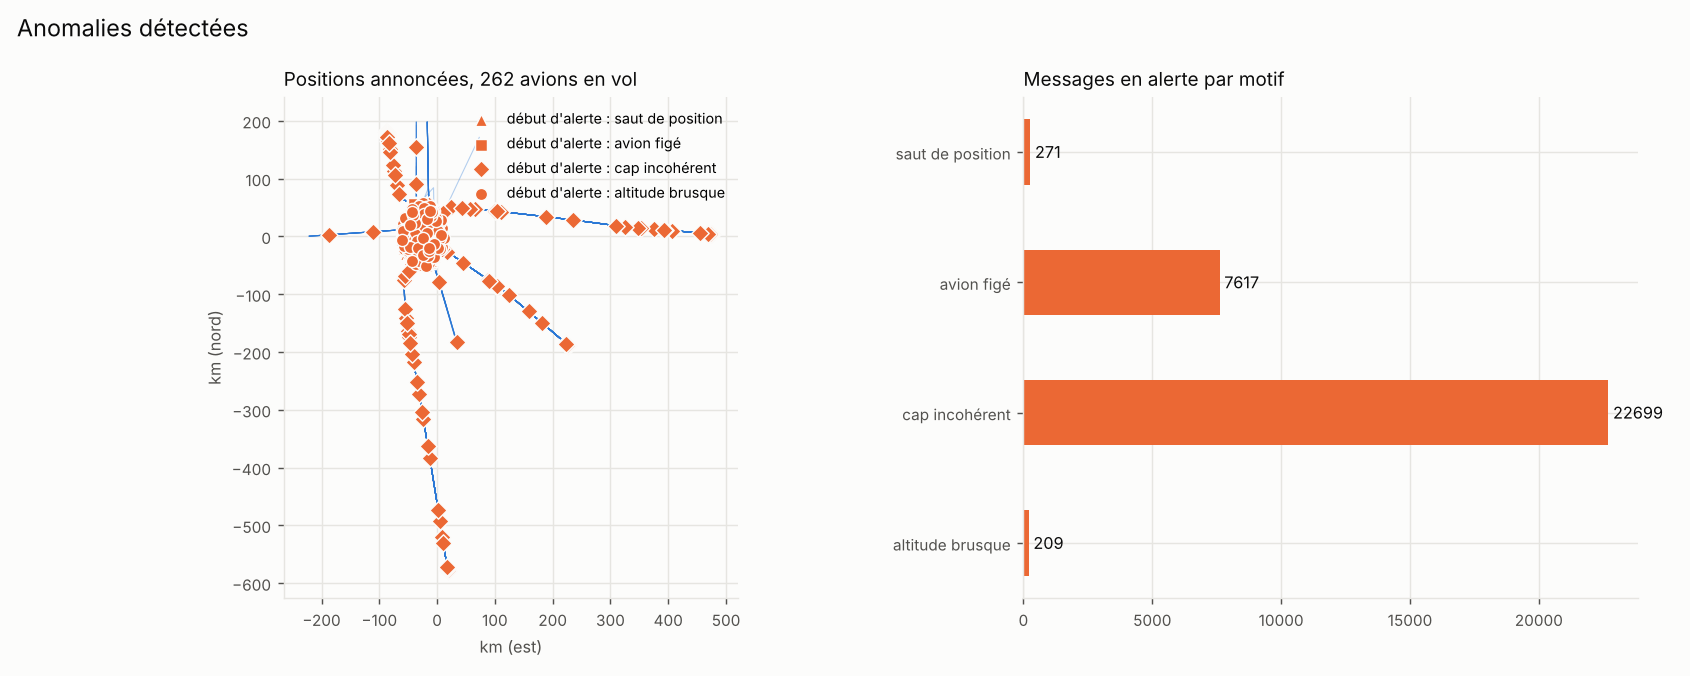 Anomalies détectées
Positions annoncées, 262 avions en vol
début d'alerte : saut de position
début d'alerte : avion figé
début d'alerte : cap incohérent
début d'alerte : altitude brusque
200
100
0
−100
−200
−300
−400
−500
−600
km (nord)
−200
−100
0
100
200
300
400
500
km (est)
Messages en alerte par motif
saut de position
271
avion figé
7617
cap incohérent
22699
altitude brusque
209
0
5000
10000
15000
20000